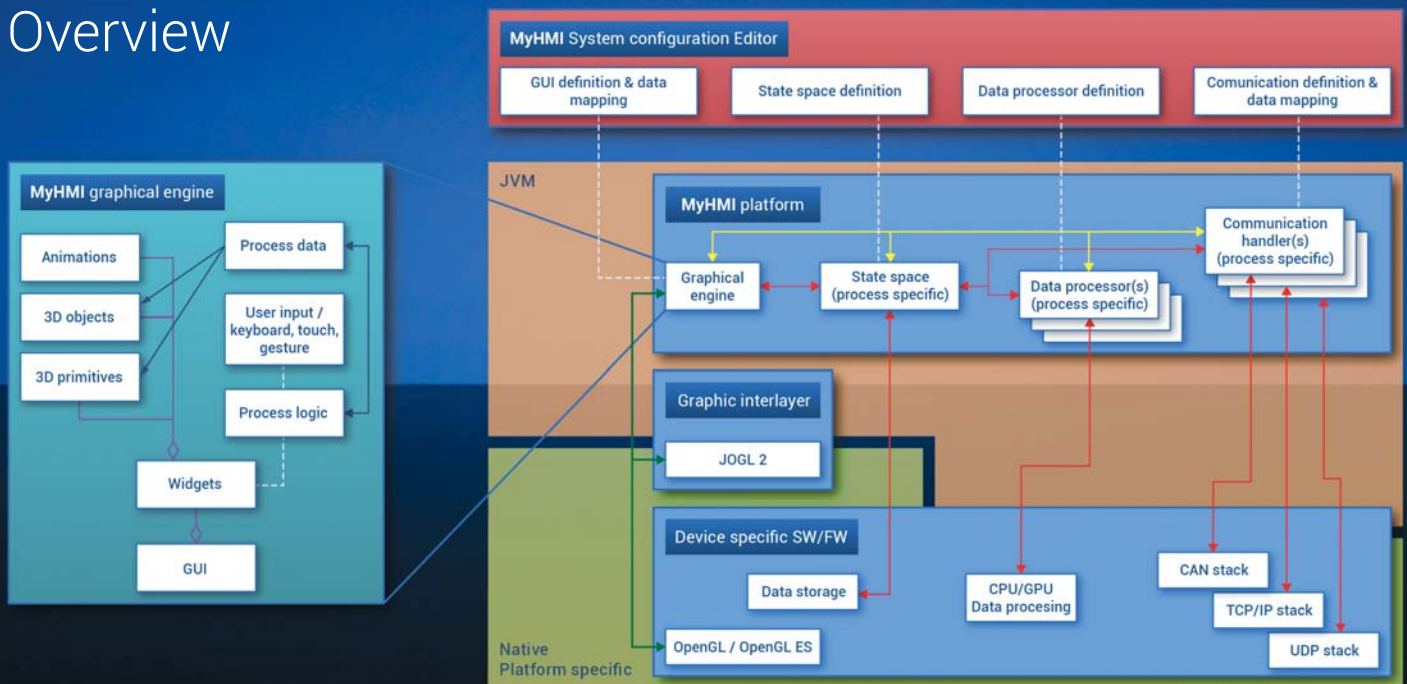 Overview
MyHMI System configuration Editor
GUI definition & data
mapping
State space definition
Data processor definition
Comunication definition &
data mapping
MyHMI graphical engine
Animations
3D objects
3D primitives
Process data
User input /
keyboard, touch,
gesture
Process logic
Widgets
GUI
JVM
MyHMI platform
Graphical
engine
State space
(process specific)
Data processor(s)
(process specific)
Communication
handler(s)
(process specific)
Graphic interlayer
JOGL 2
Device specific SW/FW
Data storage
CPU/GPU
Data procesing
CAN stack
TCP/IP stack
UDP stack
OpenGL / OpenGL ES
Native
Platform specific